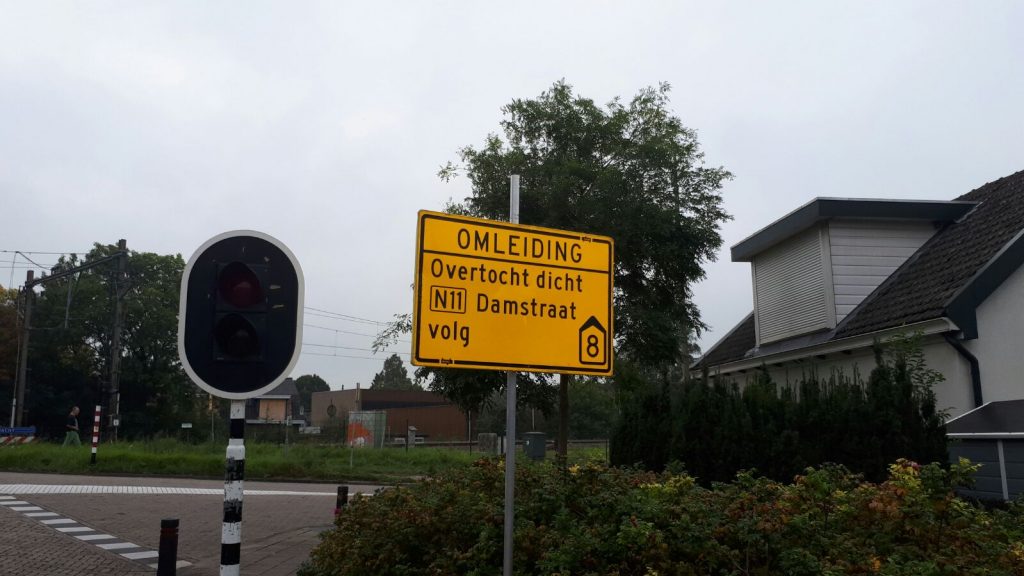 OMLEIDING
Overtocht dicht
N11 Damstraat
volg 8